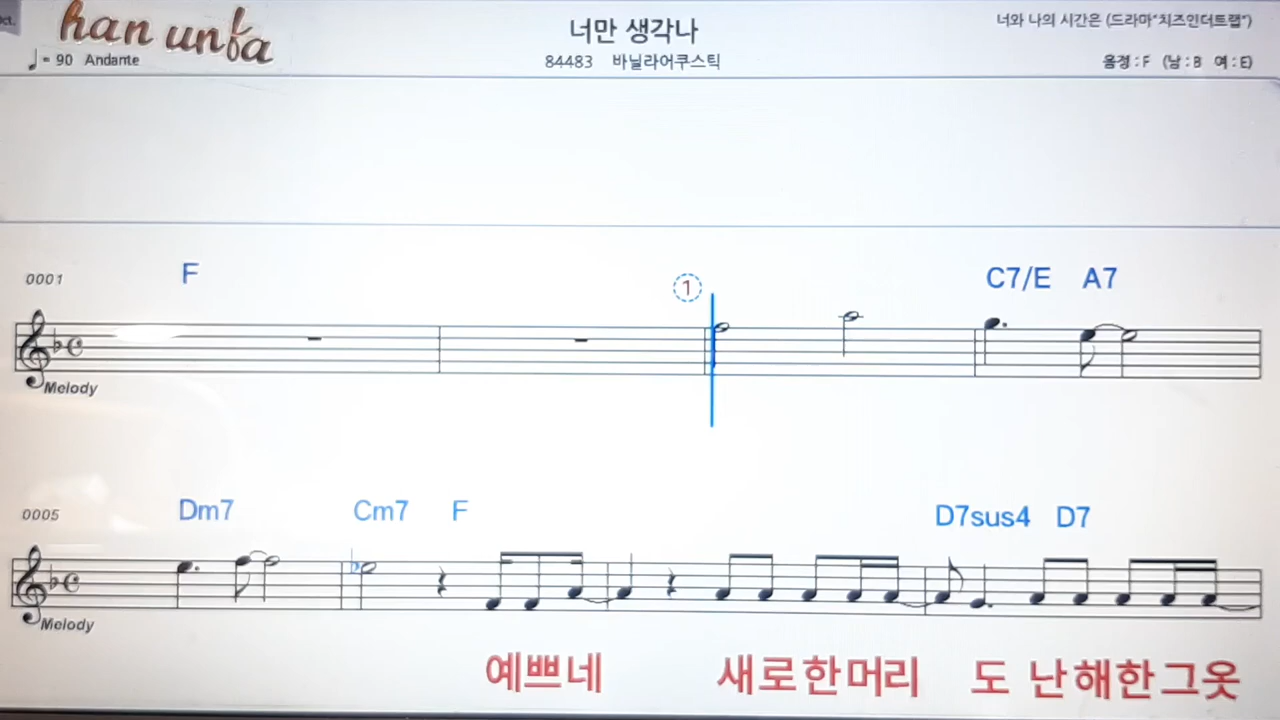 Oct.
han unfa
♩= 90 Andante
너만 생각나
84483 바닐라어쿠스틱
너와 나의 시간은 (드라마"치즈인더트랩")
음정 : F (남 : B 여 : E)
0001 F ① C7/E A7
Melody
0005 Dm7 Cm7 F D7sus4 D7
Melody
예쁘네 새로한머리 도 난해한그옷